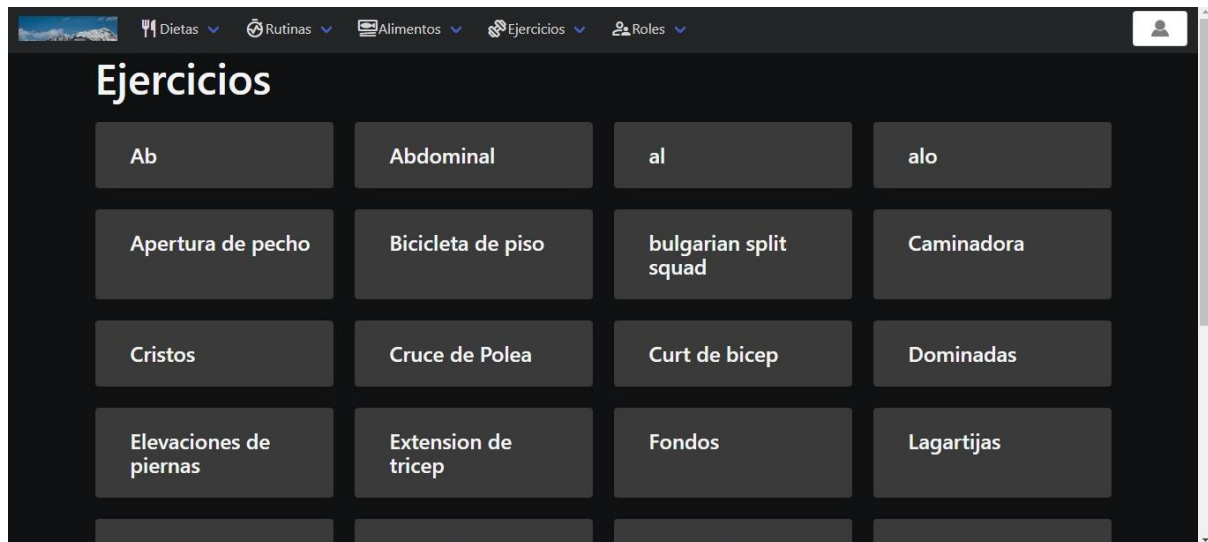 Dietas Rutinas Alimentos Ejercicios Roles
Ejercicios
Ab Abdominal al alo
Apertura de pecho Bicicleta de piso bulgarian split Caminadora
squad
Cristos Cruce de Polea Curt de bicep Dominadas
Elevaciones de Extension de Fondos Lagartijas
piernas tricep